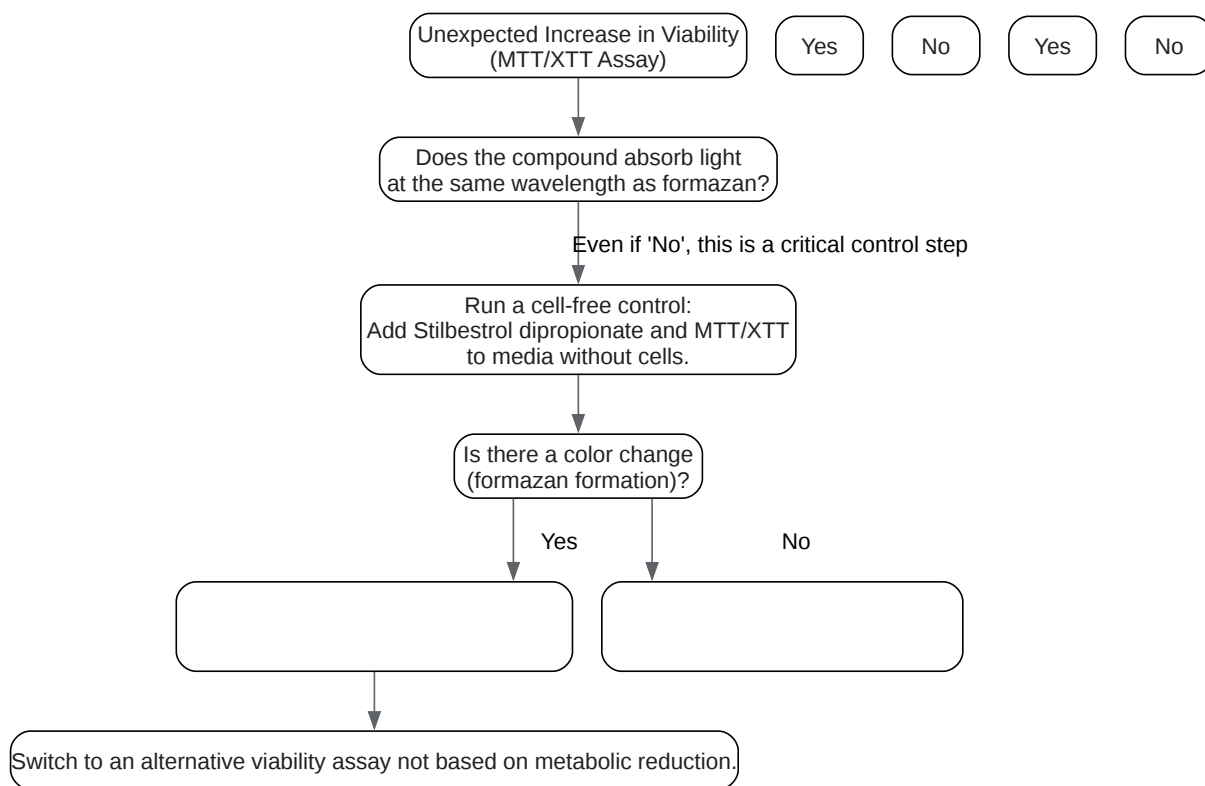 Unexpected Increase in Viability
(MTT/XTT Assay)
Yes
No
Yes
No
Does the compound absorb light
at the same wavelength as formazan?
Even if 'No', this is a critical control step
Run a cell-free control:
Add Stilbestrol dipropionate and MTT/XTT
to media without cells.
Is there a color change
(formazan formation)?
Yes
No
Switch to an alternative viability assay not based on metabolic reduction.